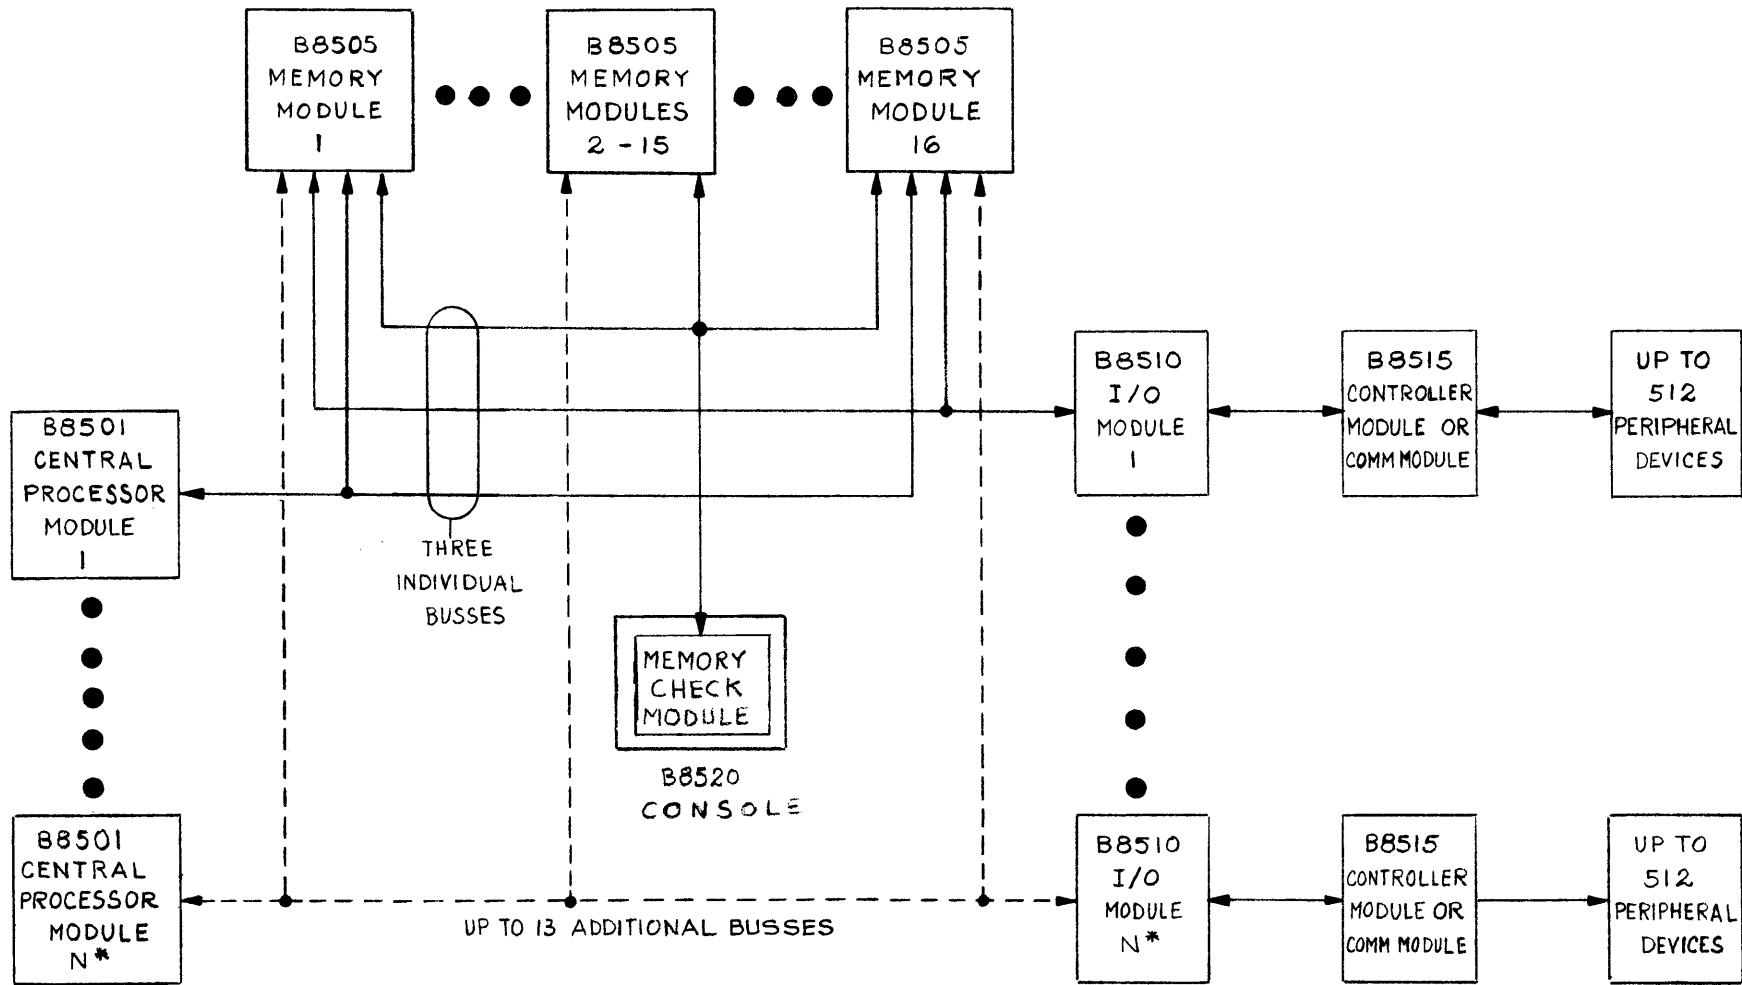 B8505
MEMORY
MODULE
1
B8505
MEMORY
MODULES
2 - 15
B8505
MEMORY
MODULE
16
B8501
CENTRAL
PROCESSOR
MODULE
1
THREE
INDIVIDUAL
BUSSES
B8510
I/O
MODULE
1
B8515
CONTROLLER
MODULE OR
COMM MODULE
UP TO
512
PERIPHERAL
DEVICES
MEMORY
CHECK
MODULE
B8520
CONSOLE
B8501
CENTRAL
PROCESSOR
MODULE
N*
UP TO 13 ADDITIONAL BUSSES
B8510
I/O
MODULE
N*
B8515
CONTROLLER
MODULE OR
COMM MODULE
UP TO
512
PERIPHERAL
DEVICES